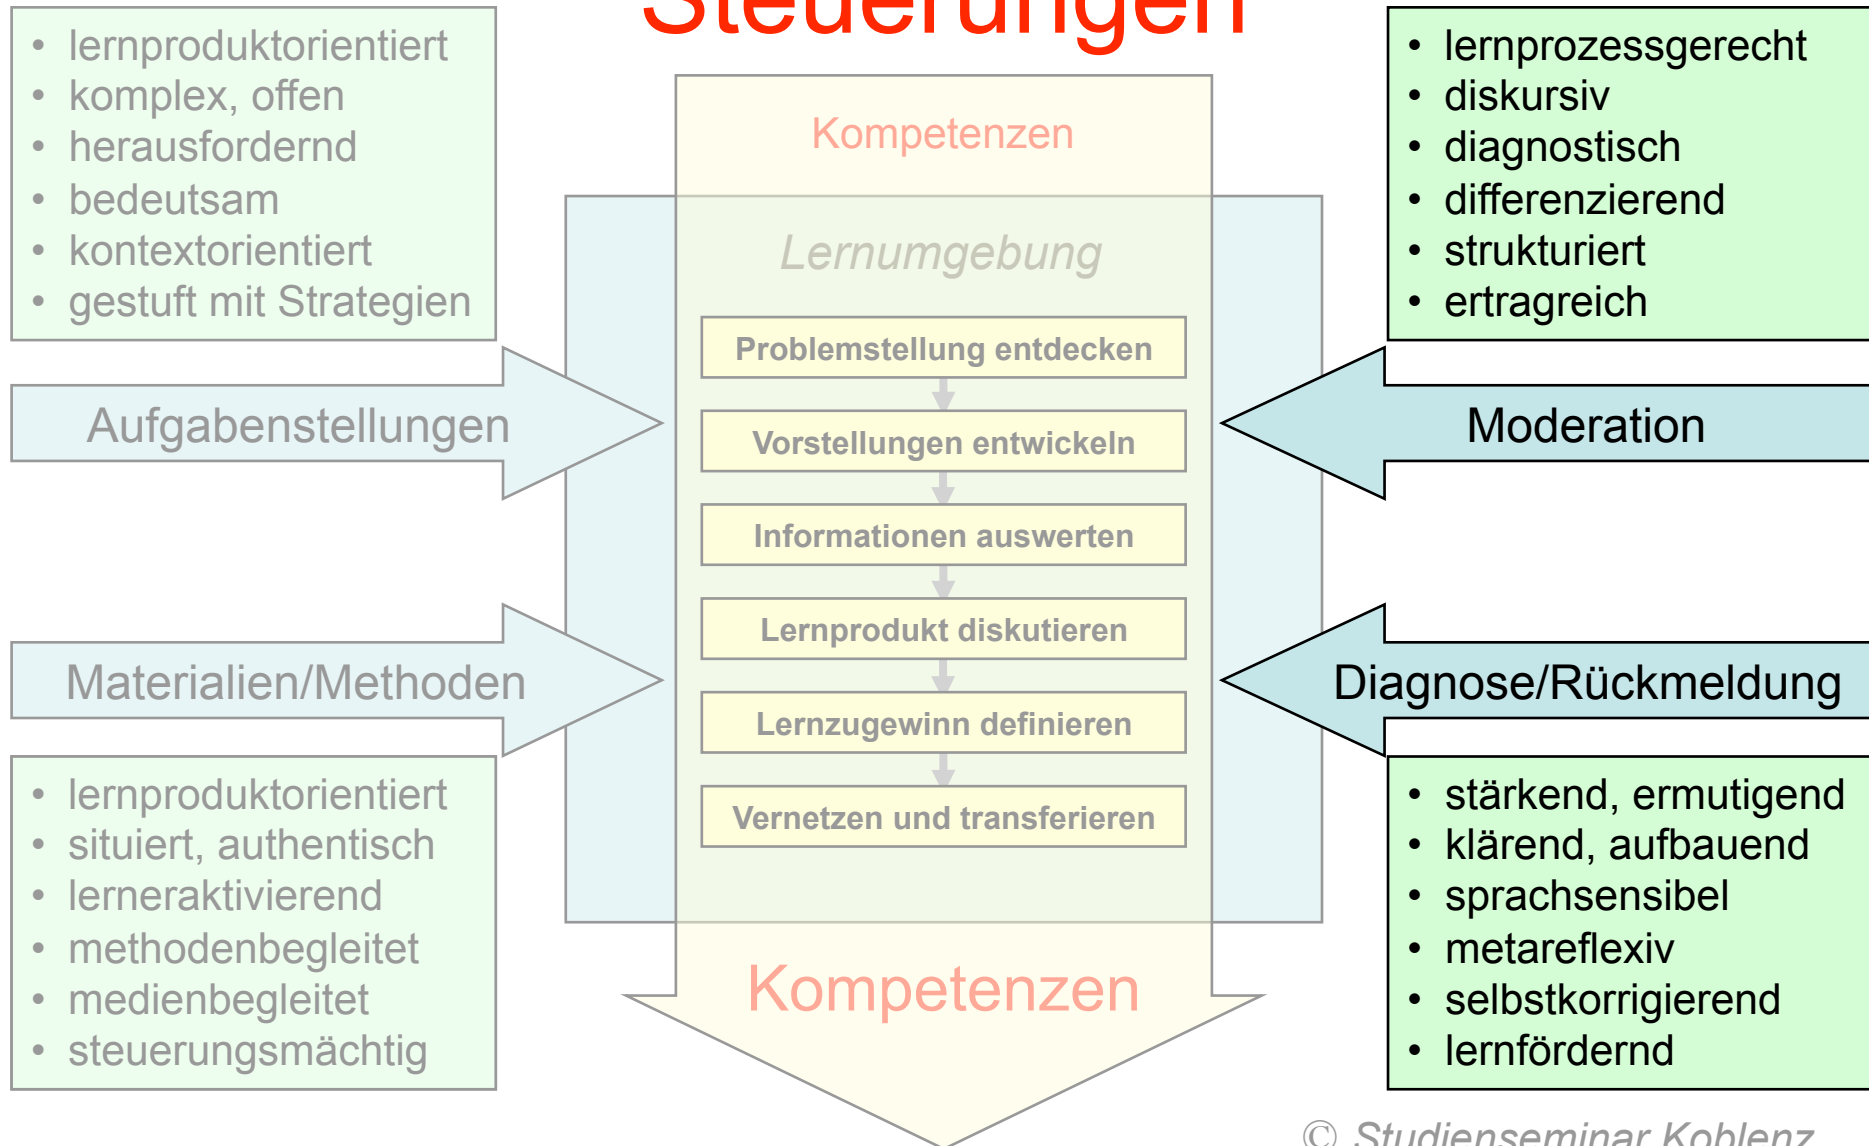 Steuerungen
• lernproduktorientiert
• komplex, offen
• herausfordernd
• bedeutsam
• kontextorientiert
• gestuft mit Strategien
Aufgabenstellungen
Materialien/Methoden
• lernproduktorientiert
• situiert, authentisch
• lerneraktivierend
• methodenbegleitet
• medienbegleitet
• steuerungsmächtig
Kompetenzen
Lernumgebung
Problemstellung entdecken
Vorstellungen entwickeln
Informationen auswerten
Lernprodukt diskutieren
Lernzugewinn definieren
Vernetzen und transferieren
Kompetenzen
• lernprozessgerecht
• diskursiv
• diagnostisch
• differenzierend
• strukturiert
• ertragreich
Moderation
Diagnose/Rückmeldung
• stärkend, ermutigend
• klärend, aufbauend
• sprachsensibel
• metareflexiv
• selbstkorrigierend
• lernfördernd
© Studienseminar Koblenz